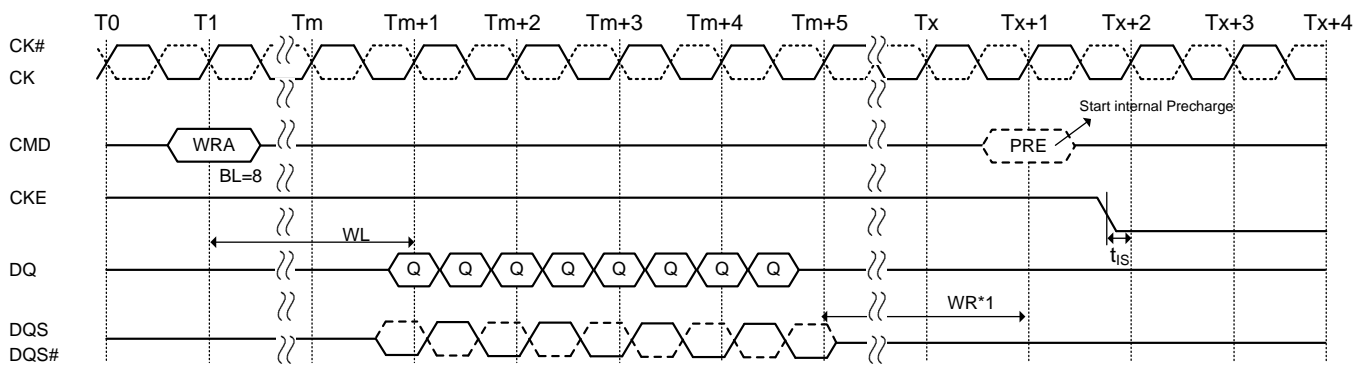 T0 T1 Tm Tm+1 Tm+2 Tm+3 Tm+4 Tm+5 Tx Tx+1 Tx+2 Tx+3 Tx+4
CK#
CK
Start internal Precharge
CMD WRA PRE
BL=8
CKE
WL
DQ Q Q Q Q Q Q Q Q tIS
WR*1
DQS
DQS#